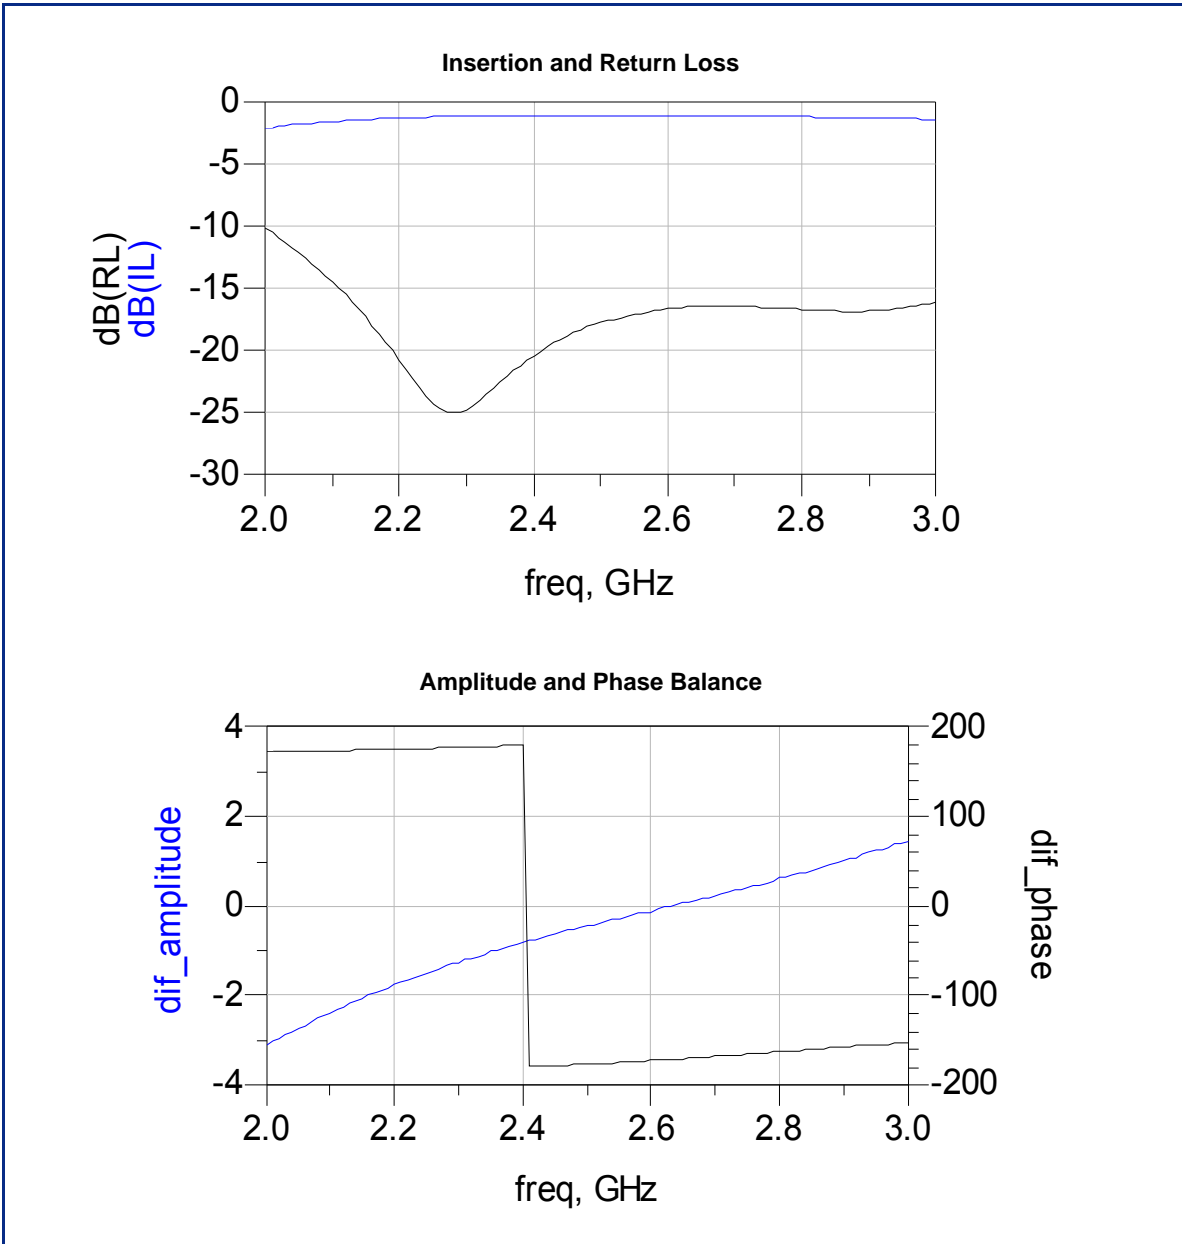 Insertion and Return Loss
0
-5
-10
-15
-20
-25
-30
dB(RL)
dB(IL)
2.0 2.2 2.4 2.6 2.8 3.0
freq, GHz
Amplitude and Phase Balance
4
2
0
-2
-4
dif_amplitude
200
100
0
-100
-200
dif_phase
2.0 2.2 2.4 2.6 2.8 3.0
freq, GHz